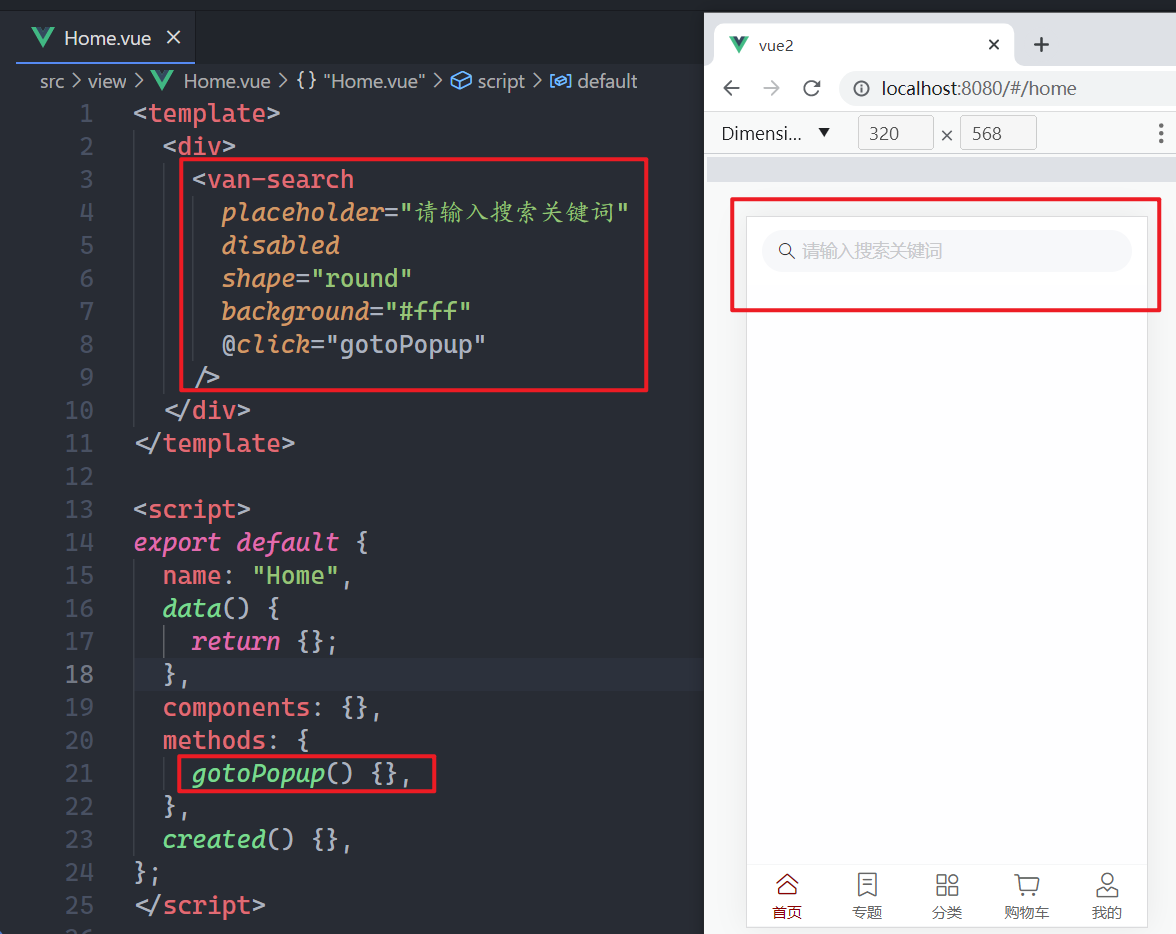 Home.vue
src > view > Home.vue > {} "Home.vue" > script > default
1 <template>
2 <div>
3 <van-search
4 placeholder="请输入搜索关键词"
5 disabled
6 shape="round"
7 background="#fff"
8 @click="gotoPopup"
9 />
10 </div>
11 </template>
12
13 <script>
14 export default {
15 name: "Home",
16 data() {
17 return {};
18 },
19 components: {},
20 methods: {
21 gotoPopup() {},
22 },
23 created() {},
24 };
25 </script>
vue2
localhost:8080/#/home
Dimensi... ▼ 320 × 568
请输入搜索关键词
首页 专题 分类 购物车 我的